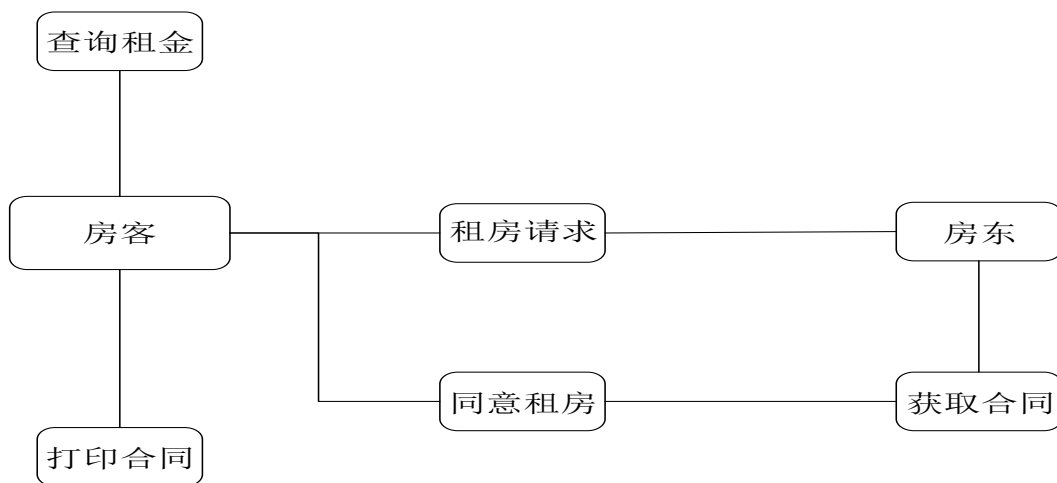 查询租金
房客
租房请求
房东
同意租房
获取合同
打印合同